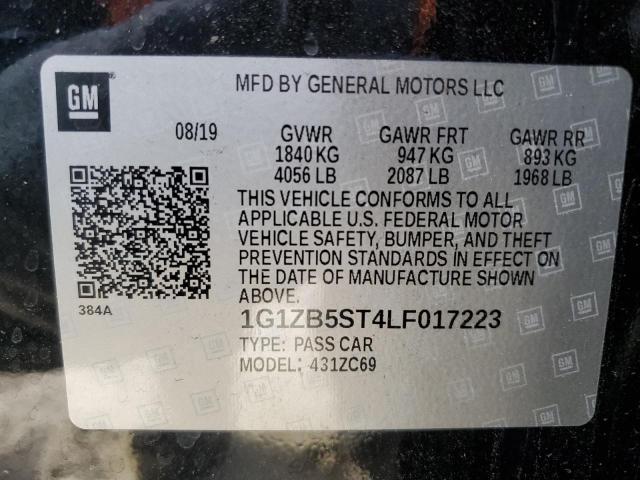 GM
MFD BY GENERAL MOTORS LLC
08/19 GVWR GAWR FRT GAWR RR
1840 KG 947 KG 893 KG
4056 LB 2087 LB 1968 LB
THIS VEHICLE CONFORMS TO ALL
APPLICABLE U.S. FEDERAL MOTOR
VEHICLE SAFETY, BUMPER, AND THEFT
PREVENTION STANDARDS IN EFFECT ON
THE DATE OF MANUFACTURE SHOWN
ABOVE.
384A
1G1ZB5ST4LF017223
TYPE: PASS CAR
MODEL: 431ZC69